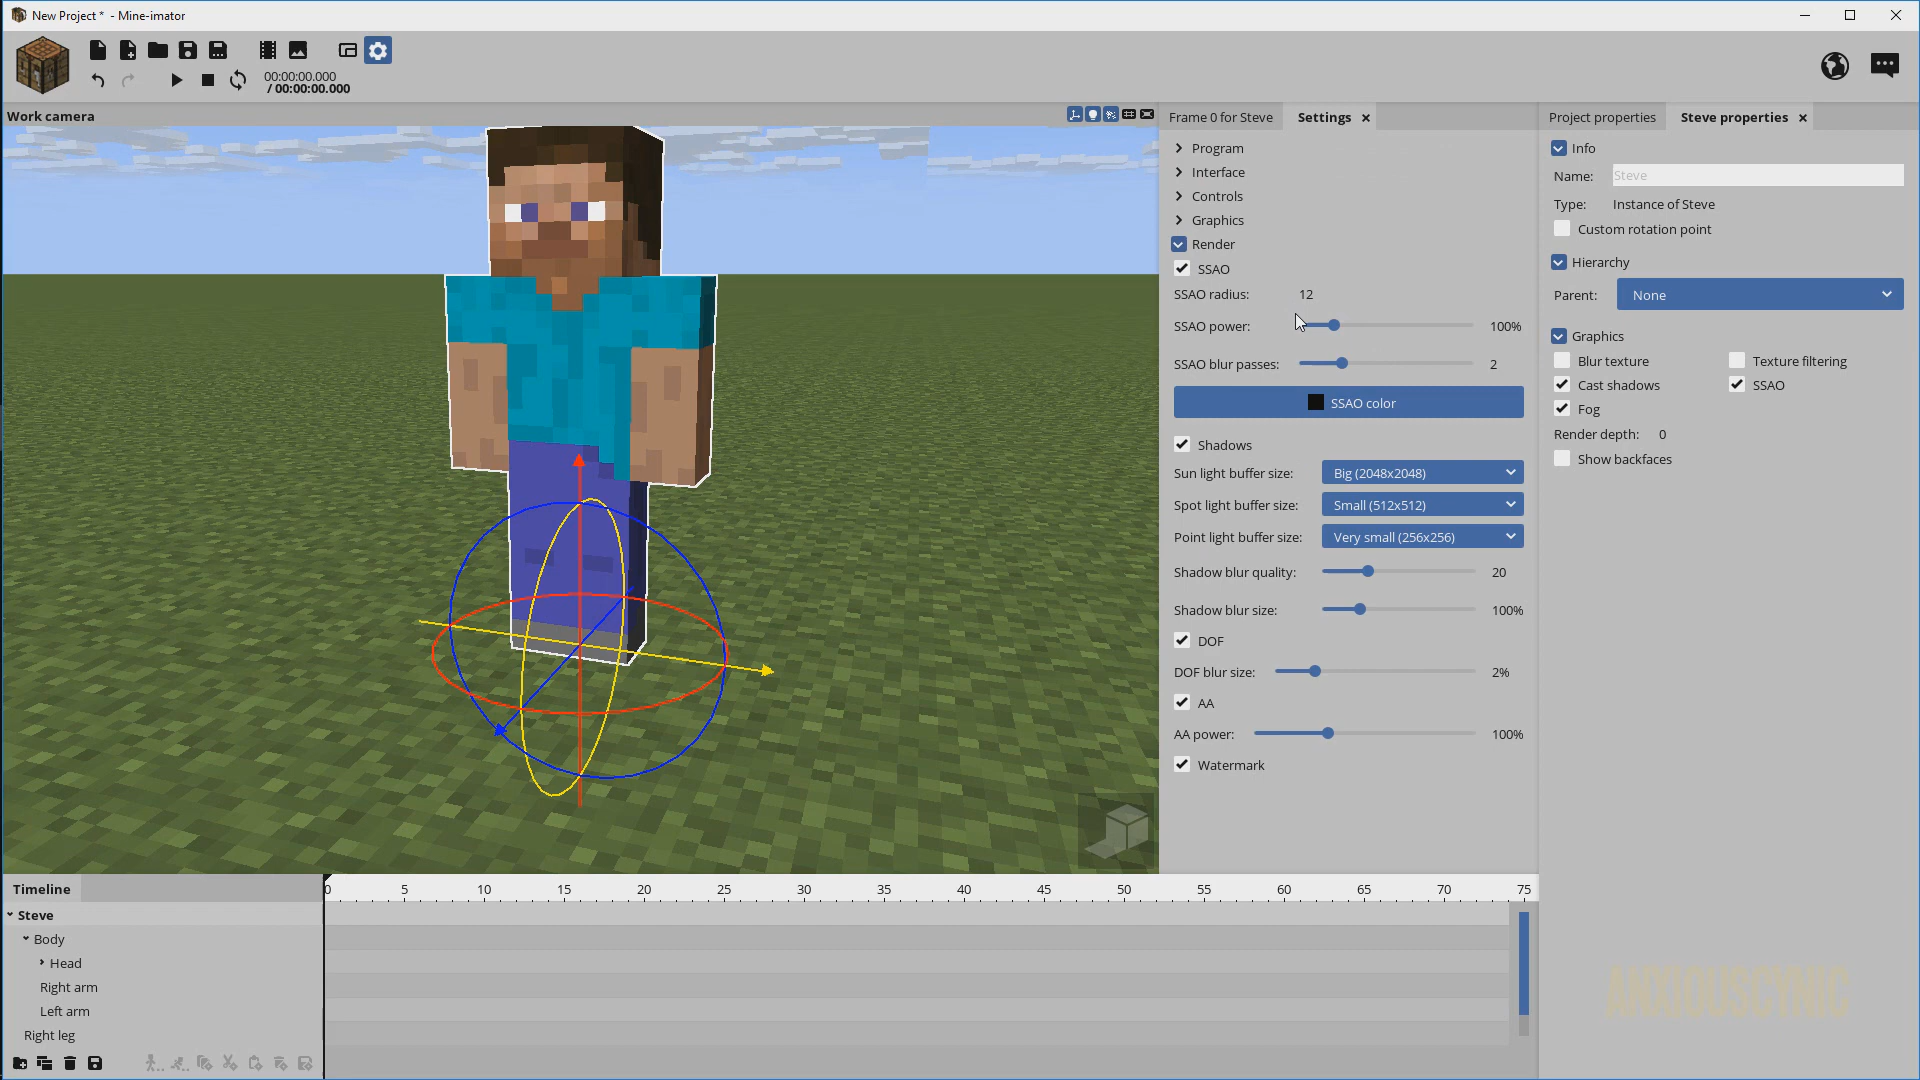 New Project * - Mine-imator
00:00:00.000
/ 00:00:00.000
Work camera
Frame 0 for Steve
Settings
Program
Interface
Controls
Graphics
Render
SSAO
SSAO radius: 12
SSAO power: 100%
SSAO blur passes: 2
SSAO color
Shadows
Sun light buffer size: Big (2048x2048)
Spot light buffer size: Small (512x512)
Point light buffer size: Very small (256x256)
Shadow blur quality: 20
Shadow blur size: 100%
DOF
DOF blur size: 2%
AA
AA power: 100%
Watermark
Project properties
Steve properties
Info
Name: Steve
Type: Instance of Steve
Custom rotation point
Hierarchy
Parent: None
Graphics
Blur texture Texture filtering
Cast shadows SSAO
Fog
Render depth: 0
Show backfaces
Timeline
0 5 10 15 20 25 30 35 40 45 50 55 60 65 70 75
Steve
Body
Head
Right arm
Left arm
Right leg
ANXIOUSCYNIC